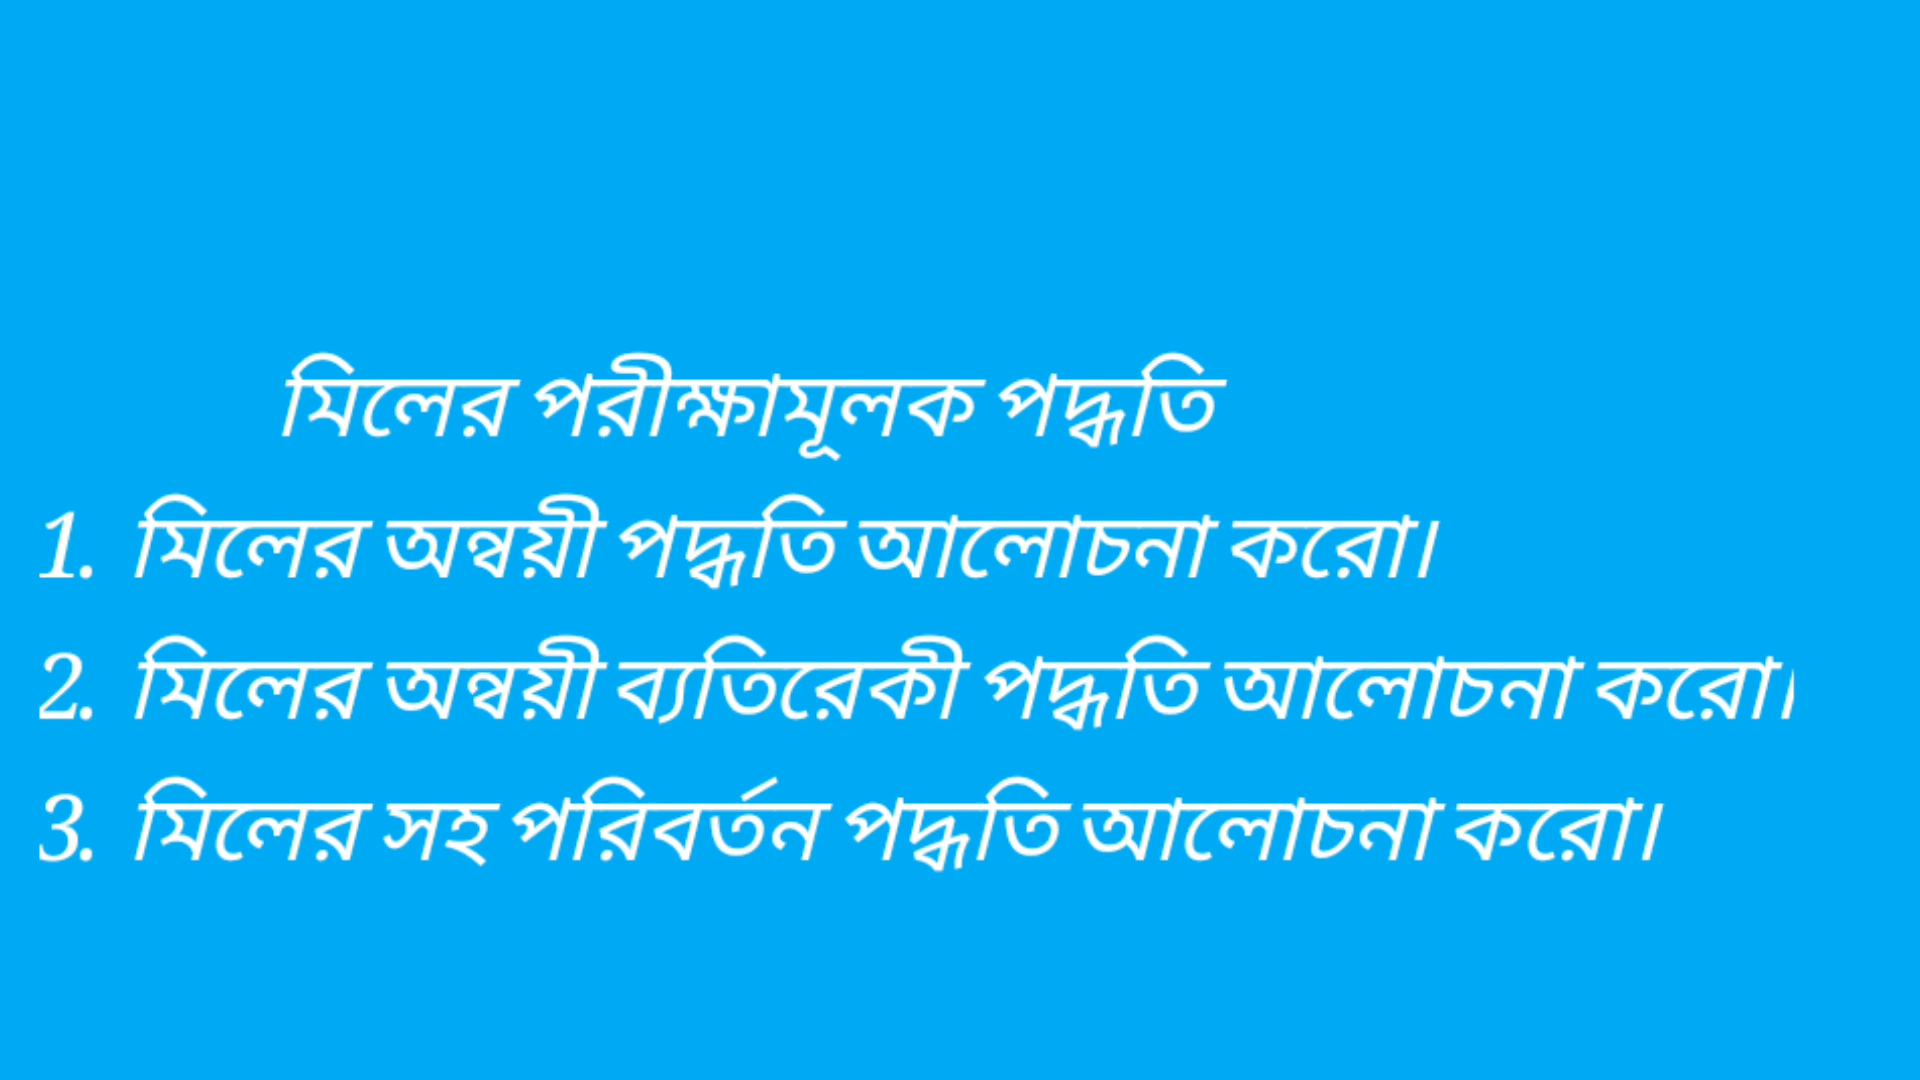 মিলের পরীক্ষামূলক পদ্ধতি
1. মিলের অন্বয়ী পদ্ধতি আলোচনা করো।
2. মিলের অন্বয়ী ব্যতিরেকী পদ্ধতি আলোচনা করো।
3. মিলের সহ পরিবর্তন পদ্ধতি আলোচনা করো।